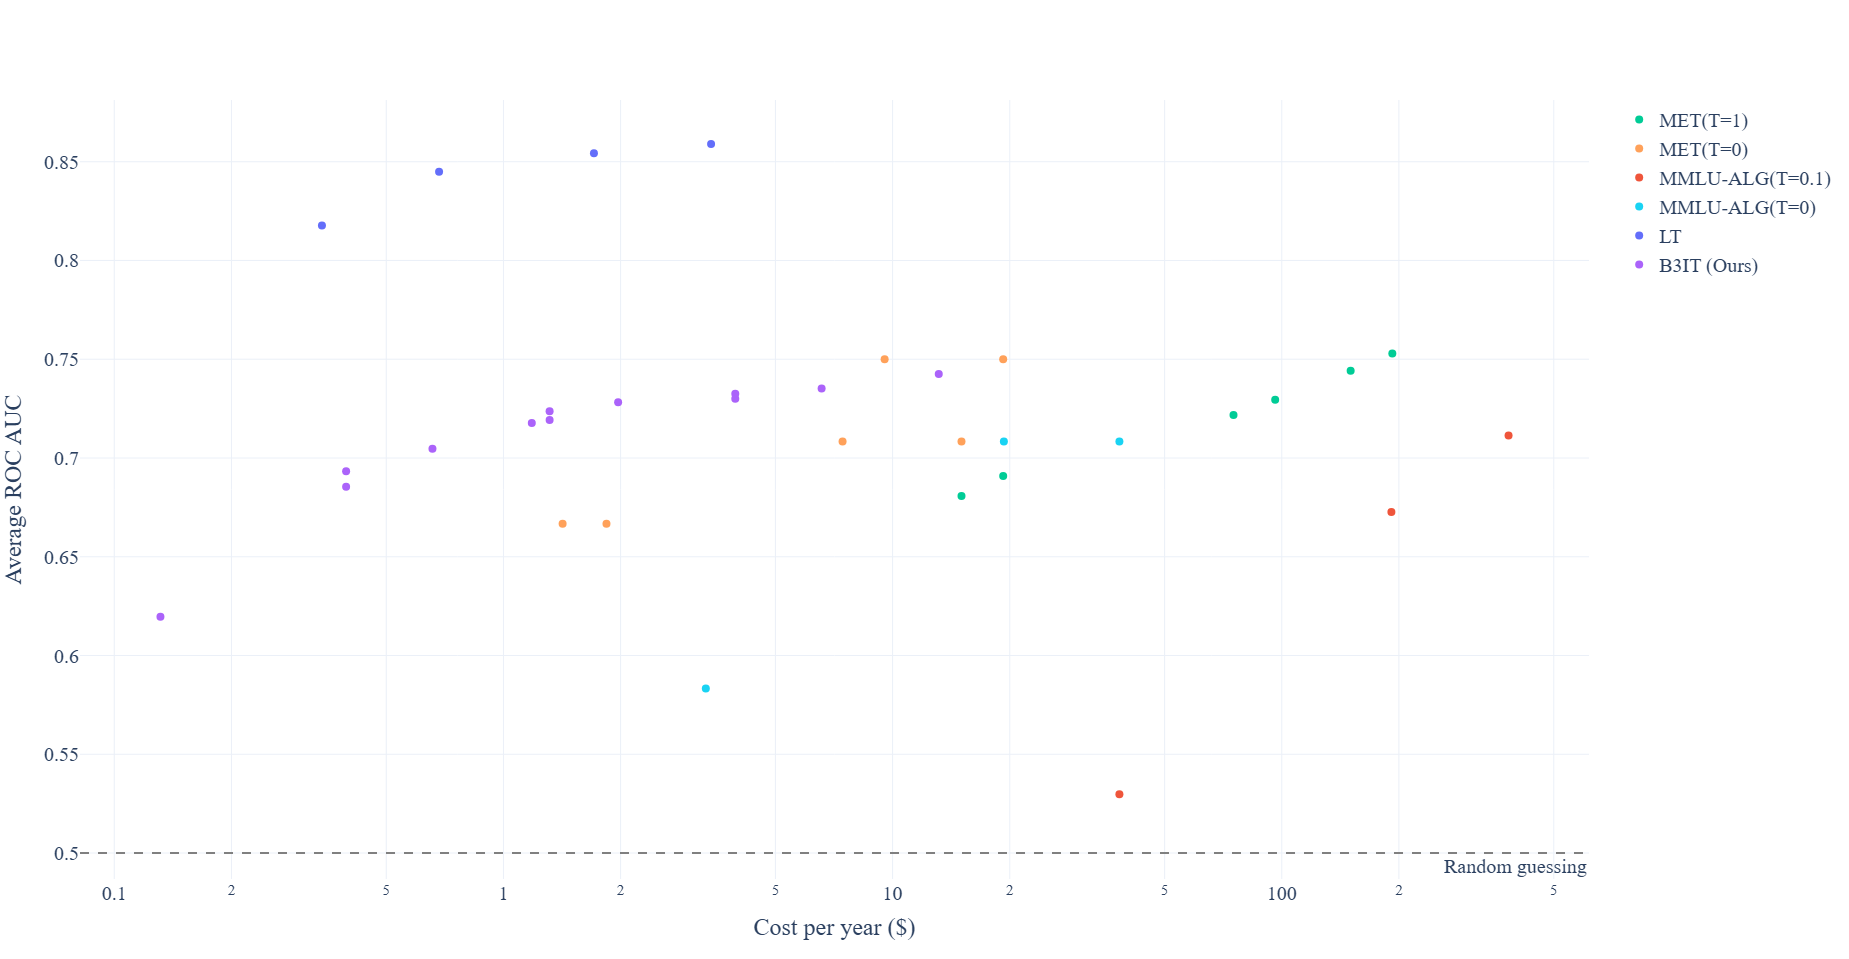 MET(T=1)
MET(T=0)
MMLU-ALG(T=0.1)
MMLU-ALG(T=0)
LT
B3IT (Ours)
0.85
0.8
0.75
0.7
0.65
0.6
0.55
0.5
Average ROC AUC
Random guessing
0.1 2 5 1 2 5 10 2 5 100 2 5
Cost per year ($)